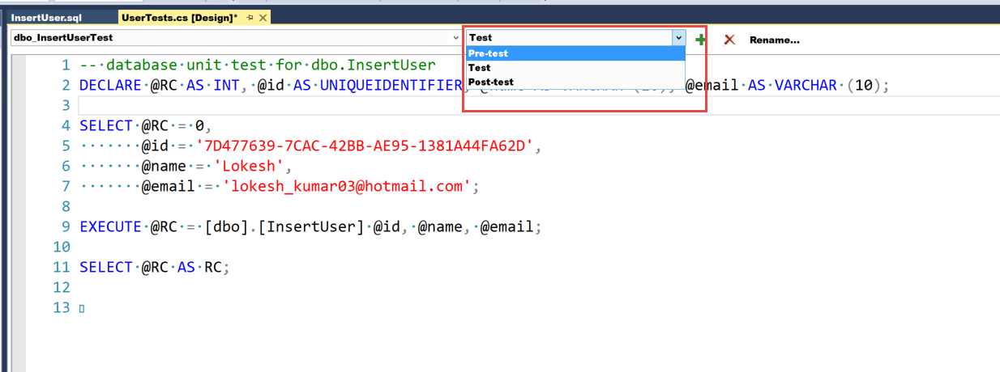 InsertUser.sql UserTests.cs [Design]*
dbo_InsertUserTest Test Rename...
Pre-test
Test
Post-test
1 -- database unit test for dbo.InsertUser
2 DECLARE @RC AS INT, @id AS UNIQUEIDENTIFIER, @email AS VARCHAR (10);
3
4 SELECT @RC = 0,
5 @id = '7D477639-7CAC-42BB-AE95-1381A44FA62D',
6 @name = 'Lokesh',
7 @email = 'lokesh_kumar03@hotmail.com';
8
9 EXECUTE @RC = [dbo].[InsertUser] @id, @name, @email;
10
11 SELECT @RC AS RC;
12
13